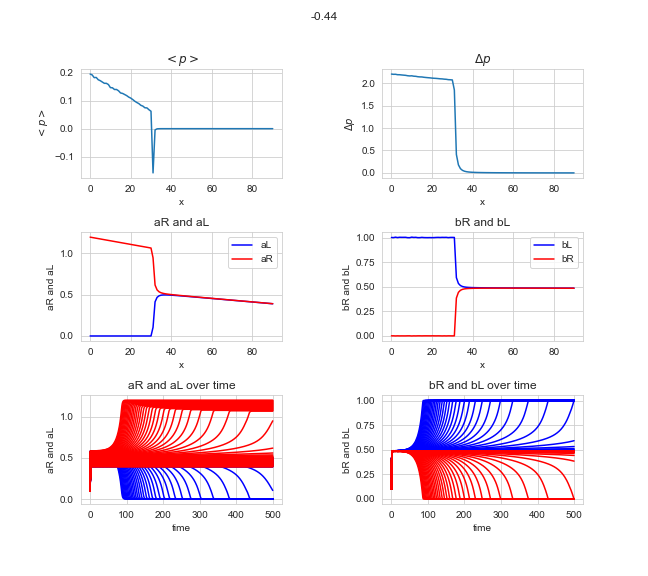 -0.44
< p >
Δp
0.2
0.1
0.0
−0.1
< p >
0 20 40 60 80
x
2.0
1.5
1.0
0.5
0.0
Δp
0 20 40 60 80
x
aR and aL
bR and bL
1.0
0.5
0.0
aR and aL
aL
aR
0 20 40 60 80
x
1.00
0.75
0.50
0.25
0.00
bR and bL
bL
bR
0 20 40 60 80
x
aR and aL over time
bR and bL over time
1.0
0.5
0.0
aR and aL
0 100 200 300 400 500
time
1.00
0.75
0.50
0.25
0.00
bR and bL
0 100 200 300 400 500
time